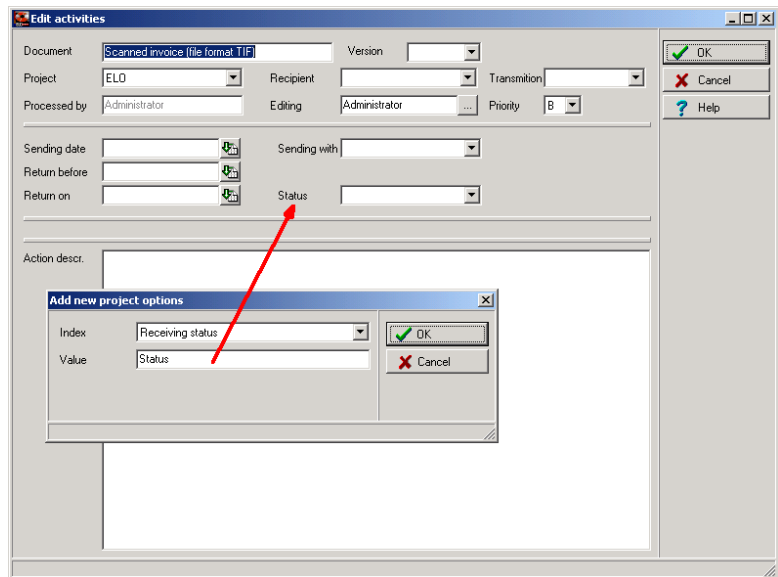 Edit activities
Document Scanned invoice (file format TIF) Version
OK
Project ELO Recipient Transmition
Cancel
Processed by Administrator Editing Administrator ... Priority B
Help
Sending date Sending with
Return before
Return on Status
Action descr.
Add new project options
Index Receiving status
OK
Value Status
Cancel